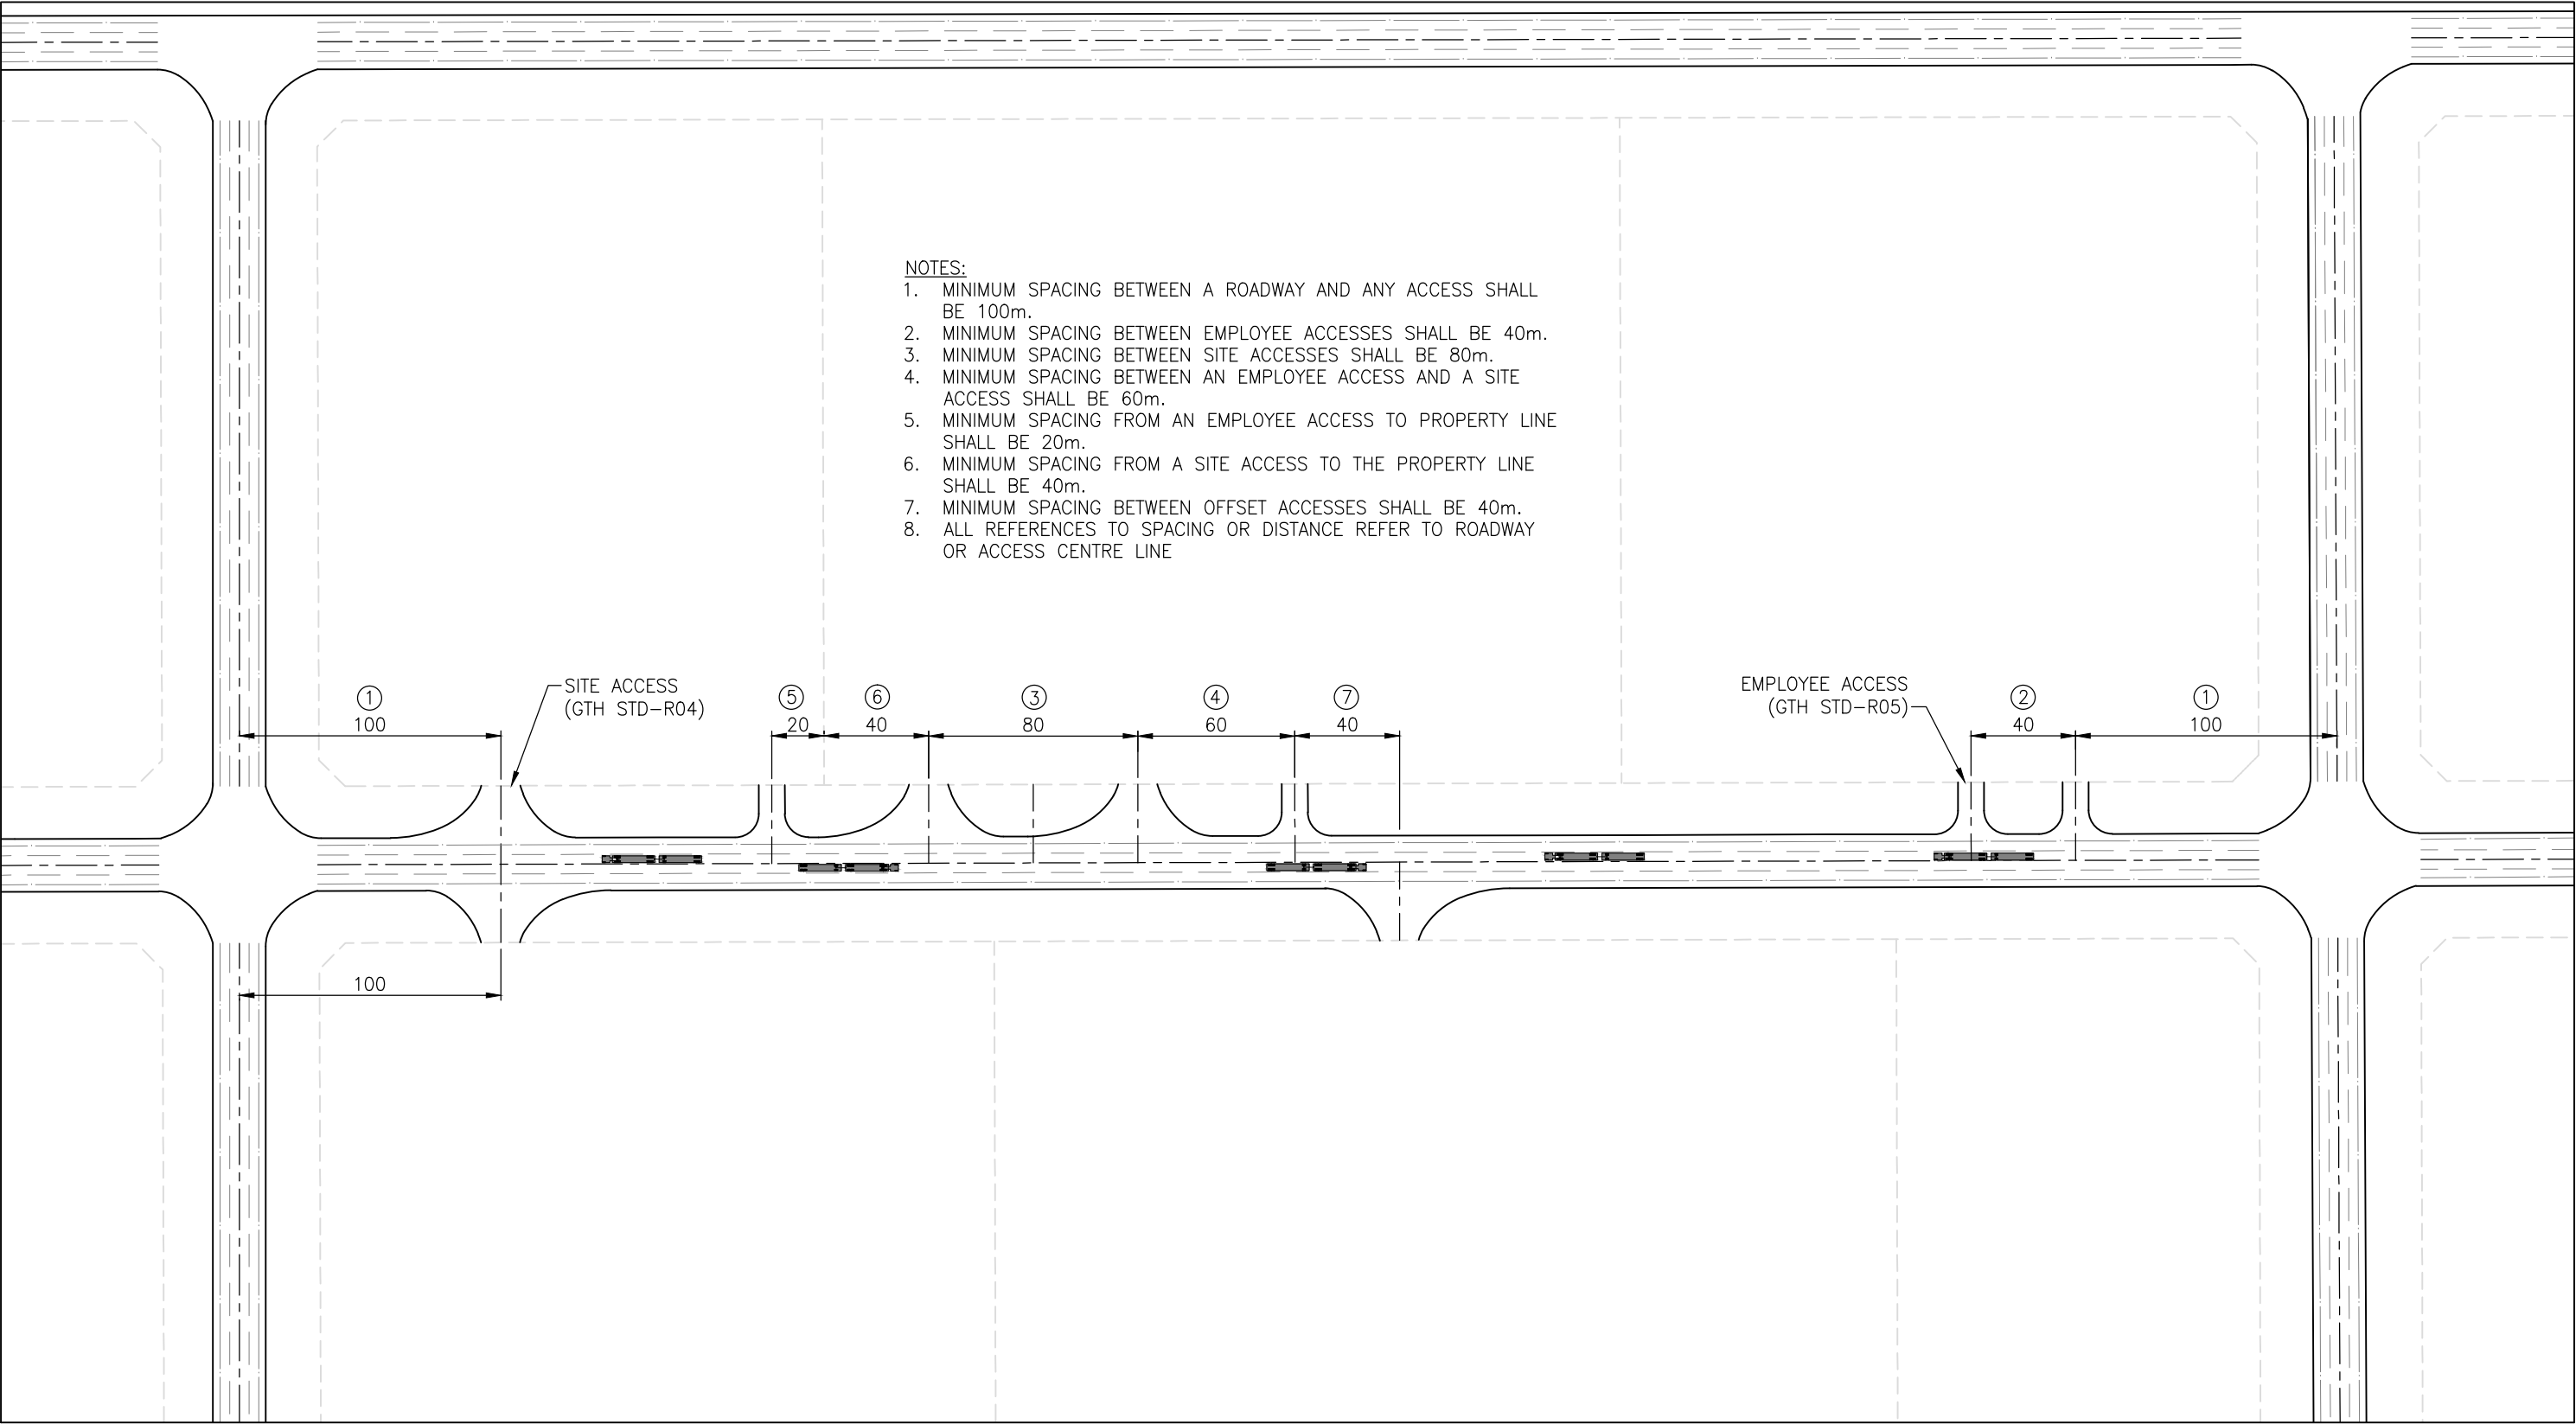 NOTES:
1. MINIMUM SPACING BETWEEN A ROADWAY AND ANY ACCESS SHALL
BE 100m.
2. MINIMUM SPACING BETWEEN EMPLOYEE ACCESSES SHALL BE 40m.
3. MINIMUM SPACING BETWEEN SITE ACCESSES SHALL BE 80m.
4. MINIMUM SPACING BETWEEN AN EMPLOYEE ACCESS AND A SITE
ACCESS SHALL BE 60m.
5. MINIMUM SPACING FROM AN EMPLOYEE ACCESS TO PROPERTY LINE
SHALL BE 20m.
6. MINIMUM SPACING FROM A SITE ACCESS TO THE PROPERTY LINE
SHALL BE 40m.
7. MINIMUM SPACING BETWEEN OFFSET ACCESSES SHALL BE 40m.
8. ALL REFERENCES TO SPACING OR DISTANCE REFER TO ROADWAY
OR ACCESS CENTRE LINE
1
100
SITE ACCESS
(GTH STD-R04)
5
20
6
40
3
80
4
60
7
40
EMPLOYEE ACCESS
(GTH STD-R05)
2
40
1
100
100